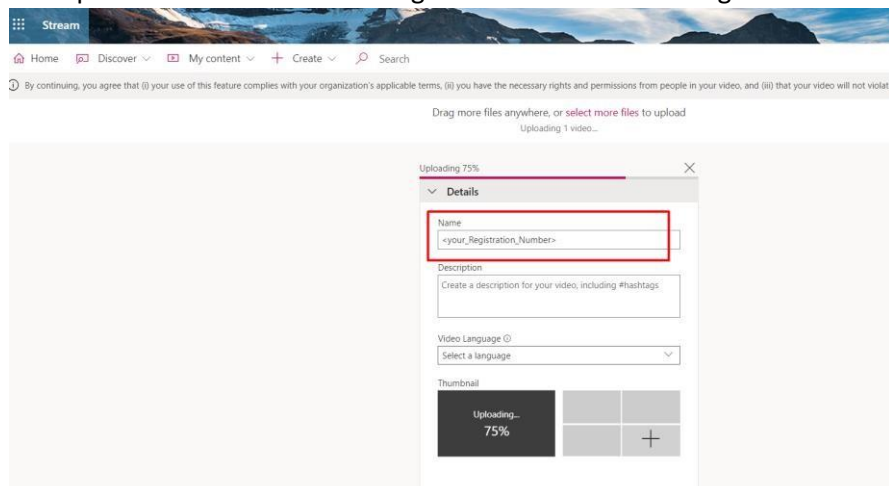 Stream
Home Discover My content Create Search
By continuing, you agree that (i) your use of this feature complies with your organization's applicable terms, (ii) you have the necessary rights and permissions from people in your video, and (iii) that your video will not violat
Drag more files anywhere, or select more files to upload
Uploading 1 video...
Uploading 75%
Details
Name
<your_Registration_Number>
Description
Create a description for your video, including #hashtags
Video Language
Select a language
Thumbnail
Uploading...
75%